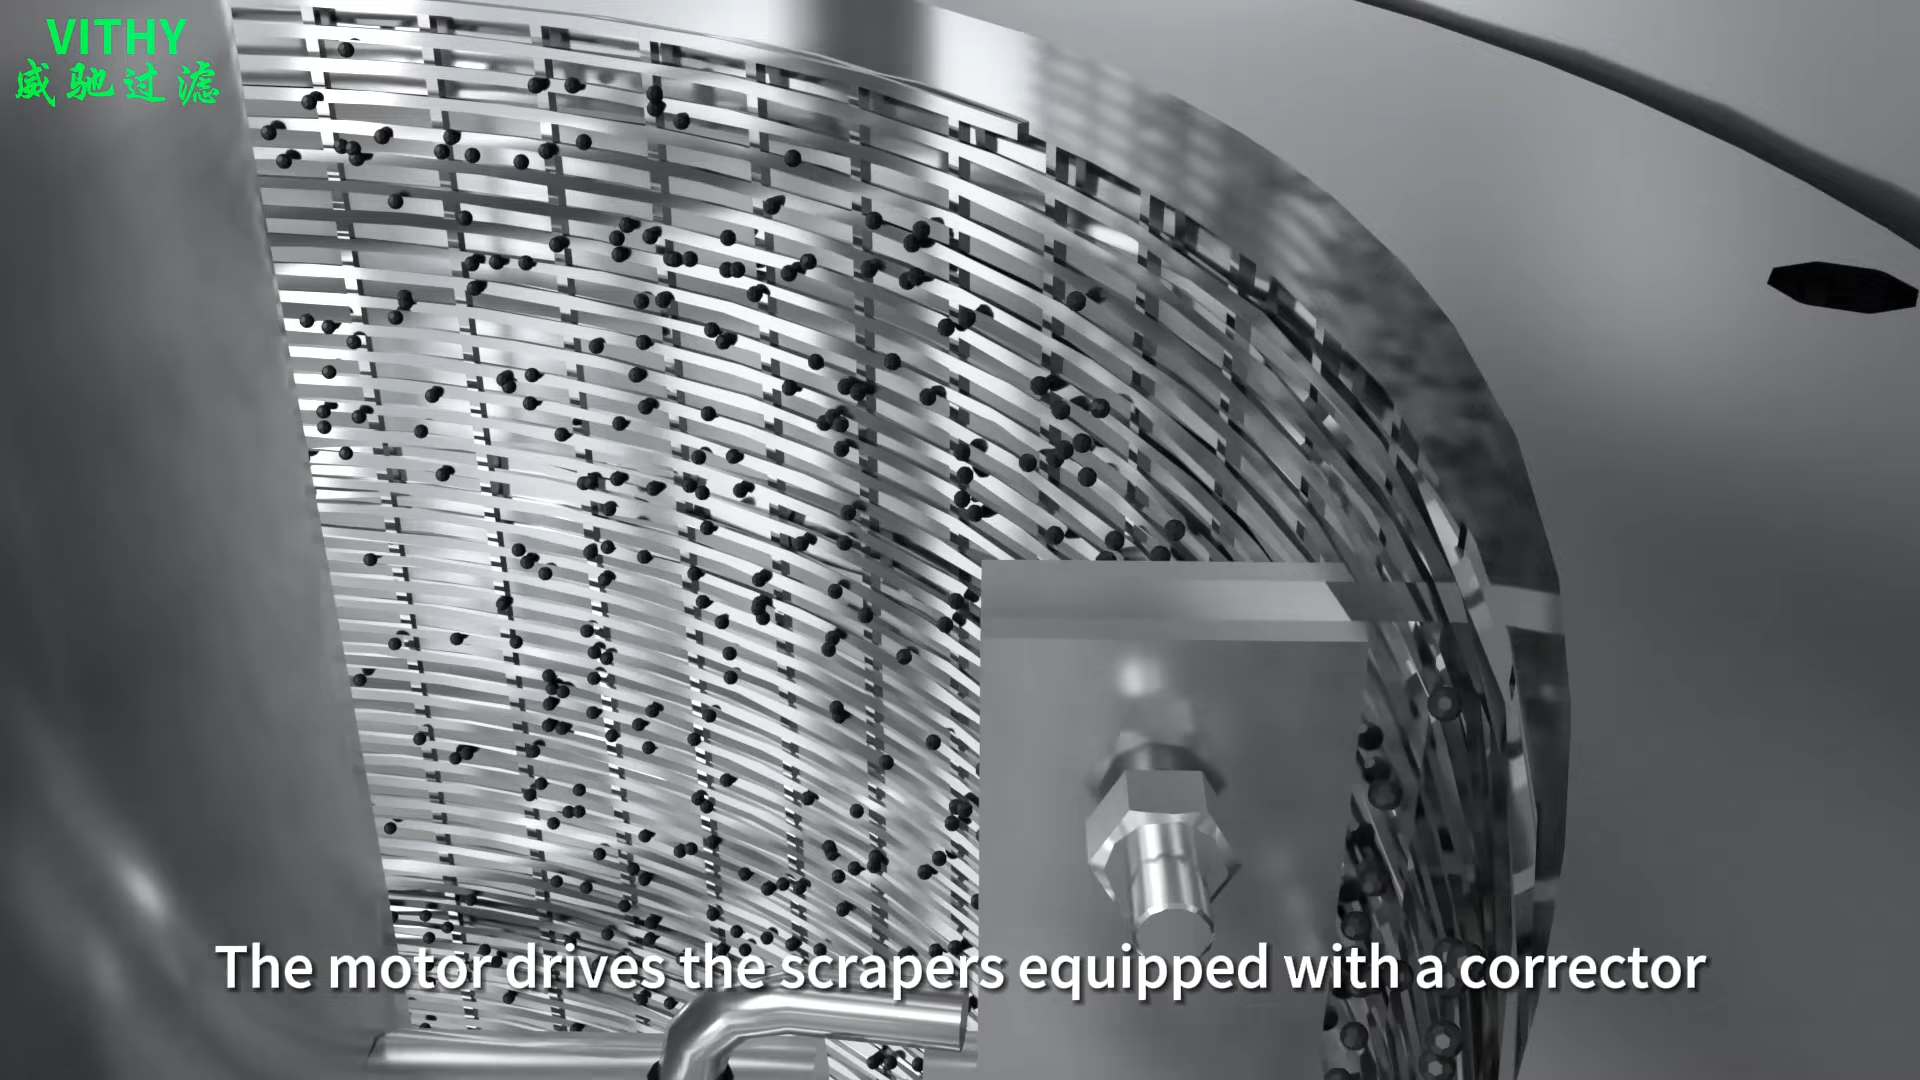 VITHY
威驰过滤
The motor drives the scrapers equipped with a corrector